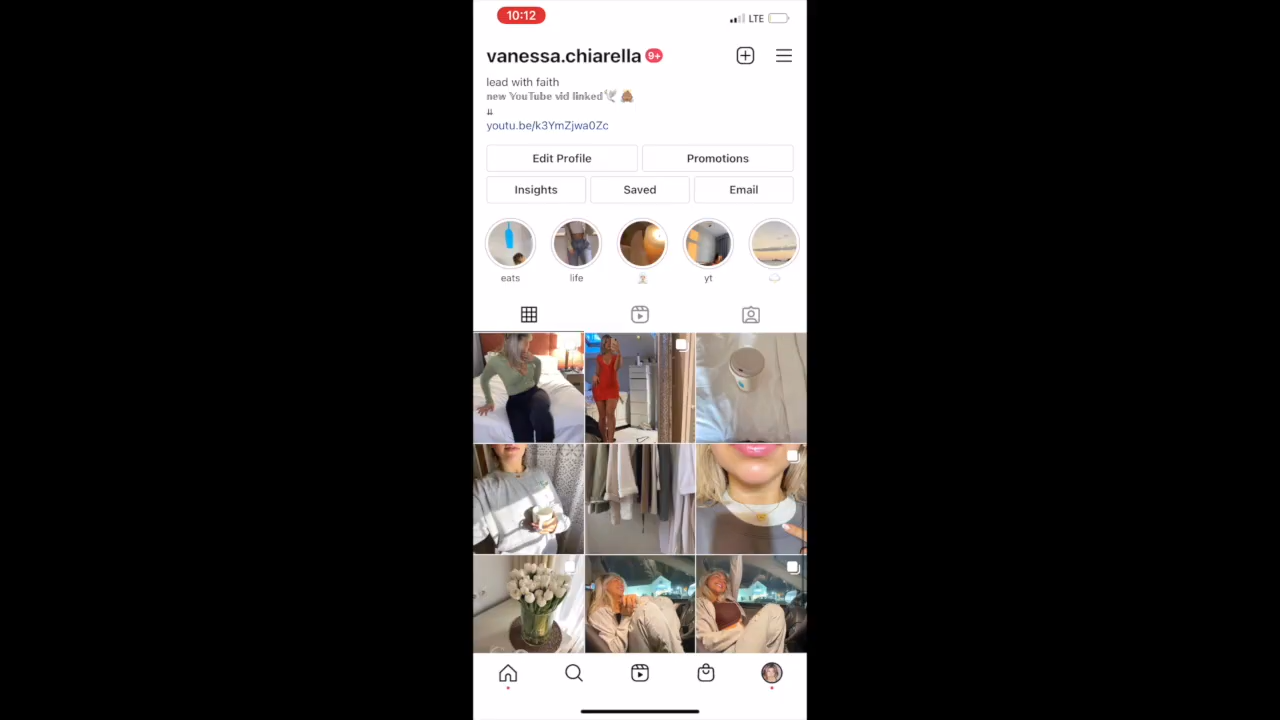 10:12
LTE
vanessa.chiarella 9+
lead with faith
new YouTube vid linked🕊️ 👸🏼
⇊
youtu.be/k3YmZjwa0Zc
Edit Profile Promotions
Insights Saved Email
eats life yt